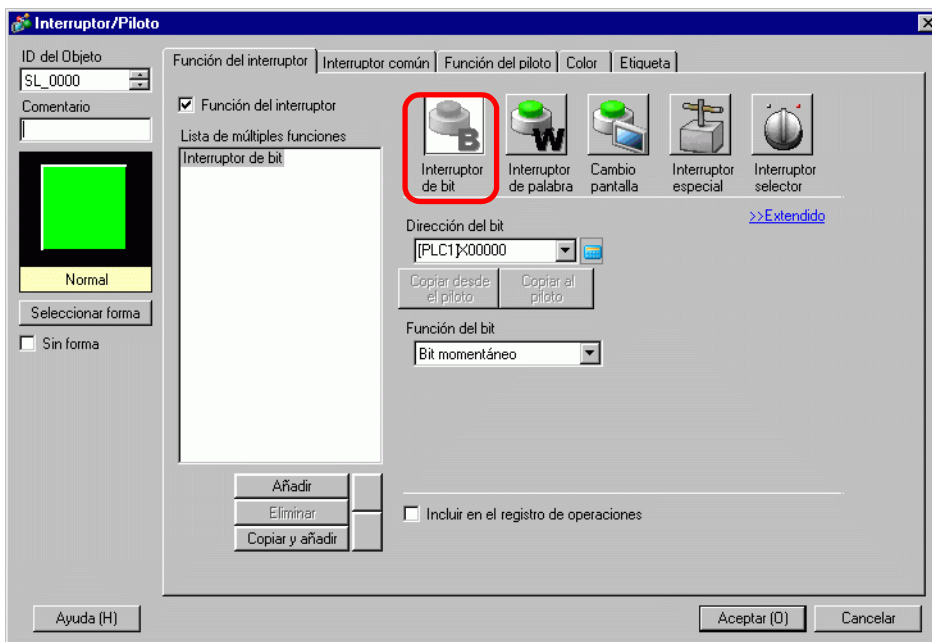 Interruptor/Piloto
ID del Objeto
SL_0000
Comentario
Normal
Seleccionar forma
Sin forma
Función del interruptor
Interruptor común
Función del piloto
Color
Etiqueta
Función del interruptor
Lista de múltiples funciones
Interruptor de bit
Añadir
Eliminar
Copiar y añadir
B
Interruptor
de bit
W
Interruptor
de palabra
Cambio
pantalla
Interruptor
especial
Interruptor
selector
>>Extendido
Dirección del bit
[PLC1]X00000
Copiar desde
el piloto
Copiar al
piloto
Función del bit
Bit momentáneo
Incluir en el registro de operaciones
Ayuda (H)
Aceptar (O)
Cancelar